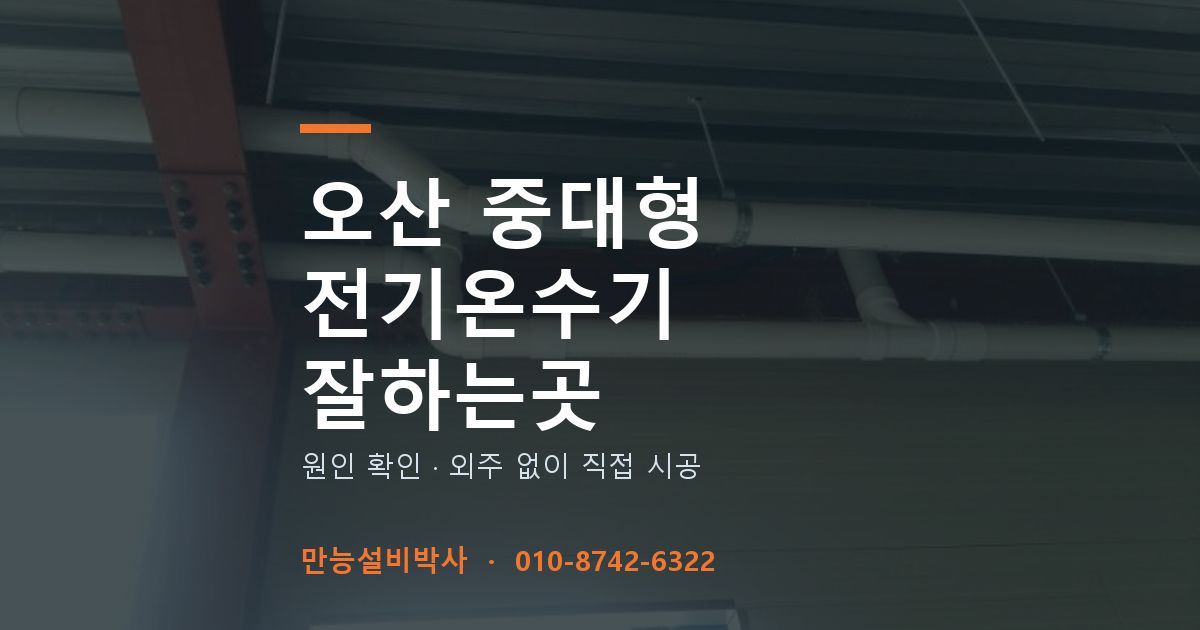 오산 중대형
전기온수기
잘하는곳
원인 확인 · 외주 없이 직접 시공
만능설비박사 · 010-8742-6322